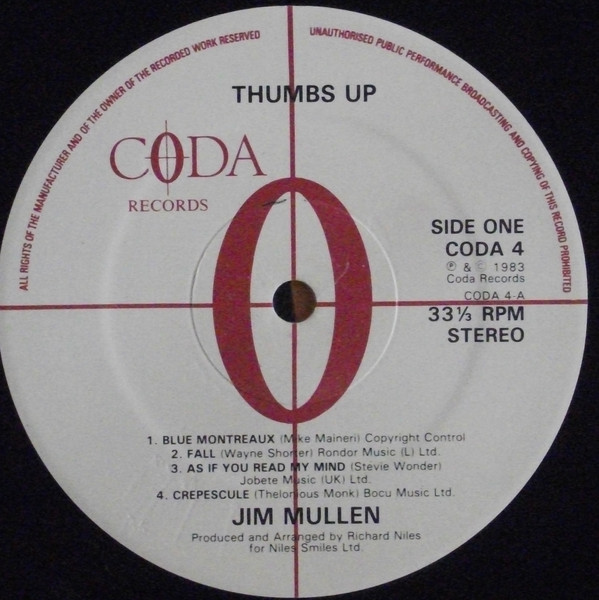 ALL RIGHTS OF THE MANUFACTURER AND OF THE OWNER OF THE RECORDED WORK RESERVED
UNAUTHORISED PUBLIC PERFORMANCE BROADCASTING AND COPYING OF THIS RECORD PROHIBITED
THUMBS UP
CODA
RECORDS
SIDE ONE
CODA 4
℗ & © 1983
Coda Records
CODA 4-A
33⅓ RPM
STEREO
1. BLUE MONTREAUX (Mike Maineri) Copyright Control
2. FALL (Wayne Shorter) Rondor Music (L) Ltd.
3. AS IF YOU READ MY MIND (Stevie Wonder)
Jobete Music (UK) Ltd.
4. CREPESCULE (Thelonious Monk) Bocu Music Ltd.
JIM MULLEN
Produced and Arranged by Richard Niles
for Niles Smiles Ltd.